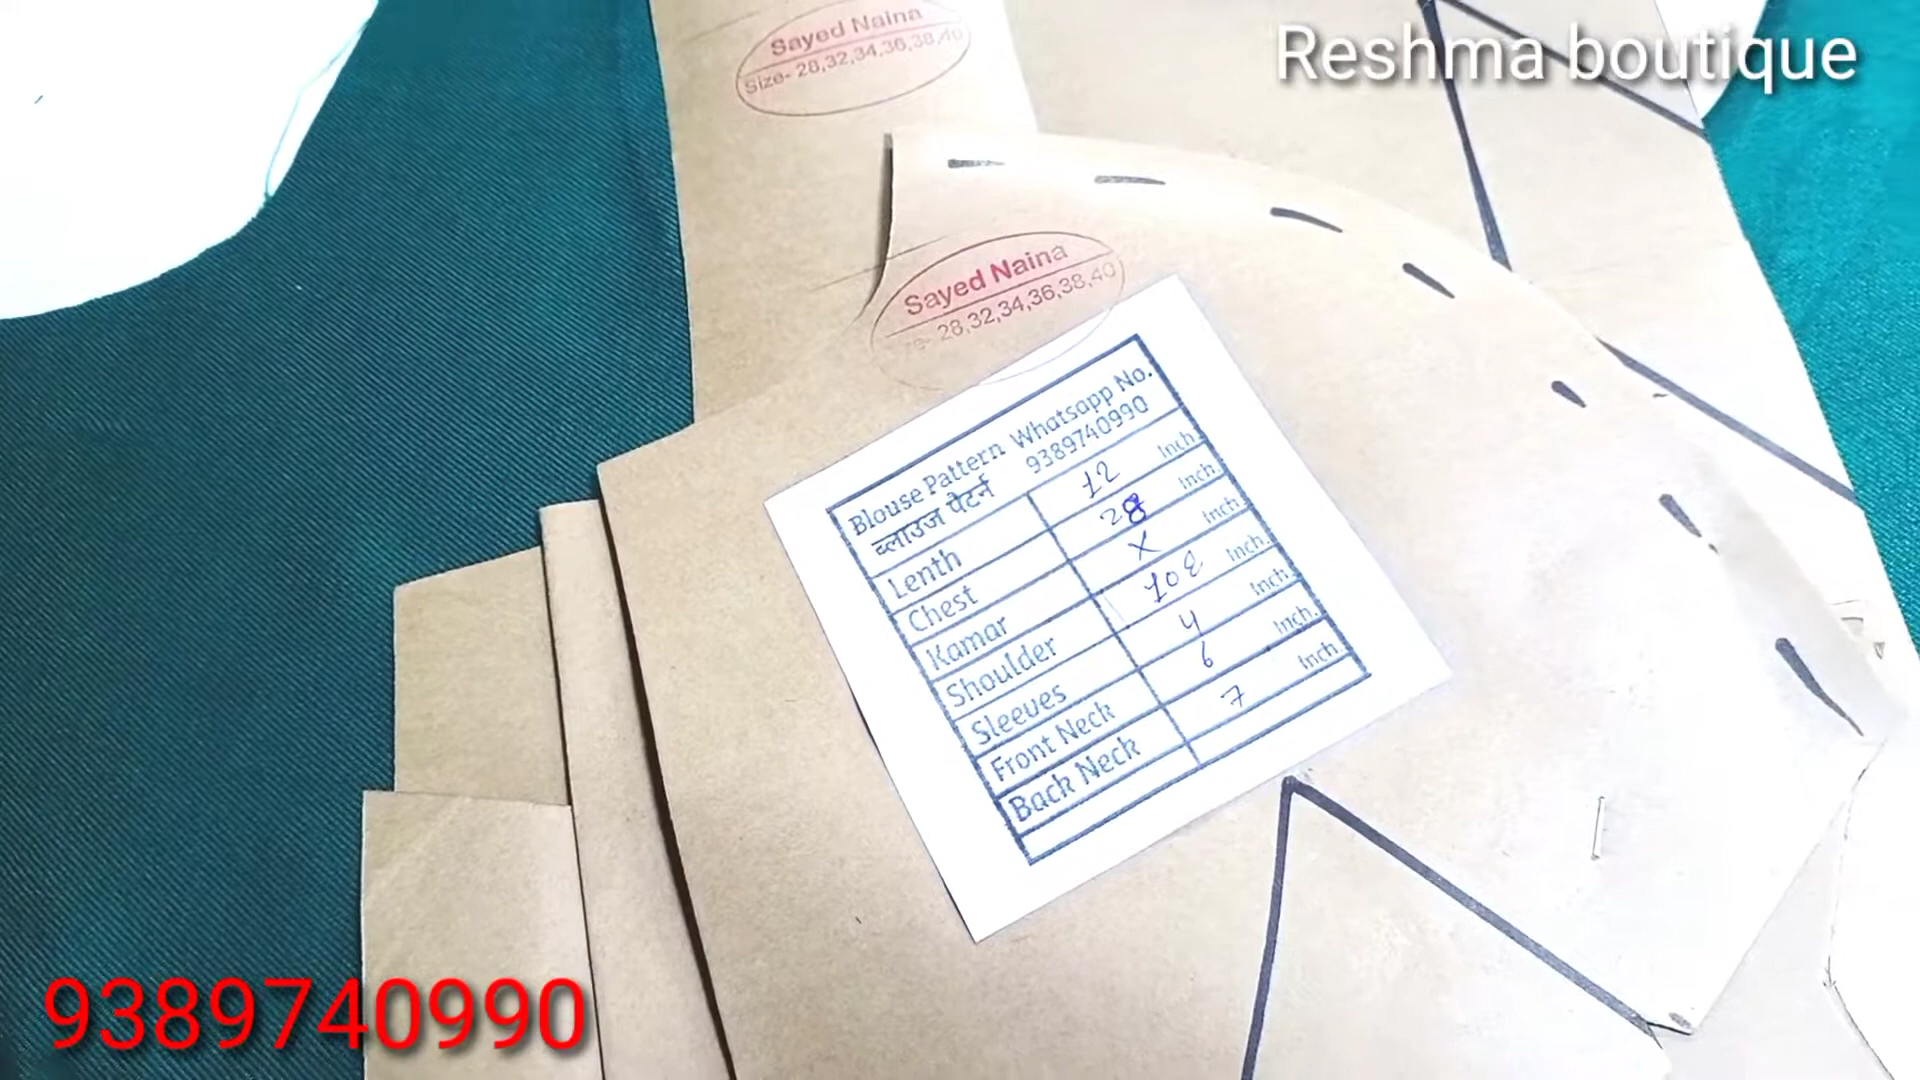 Sayed Naina
Size- 28,32,34,36,38,40
Reshma boutique
Sayed Naina
28,32,34,36,38,40
Blouse Pattern Whatsapp No.
ब्लाउज पैटर्न 9389740990
Lenth 12 Inch.
Chest 28 Inch.
Kamar X Inch.
Shoulder Inch.
Sleeves 4 Inch.
Front Neck 6 Inch.
Back Neck 7 Inch.
9389740990